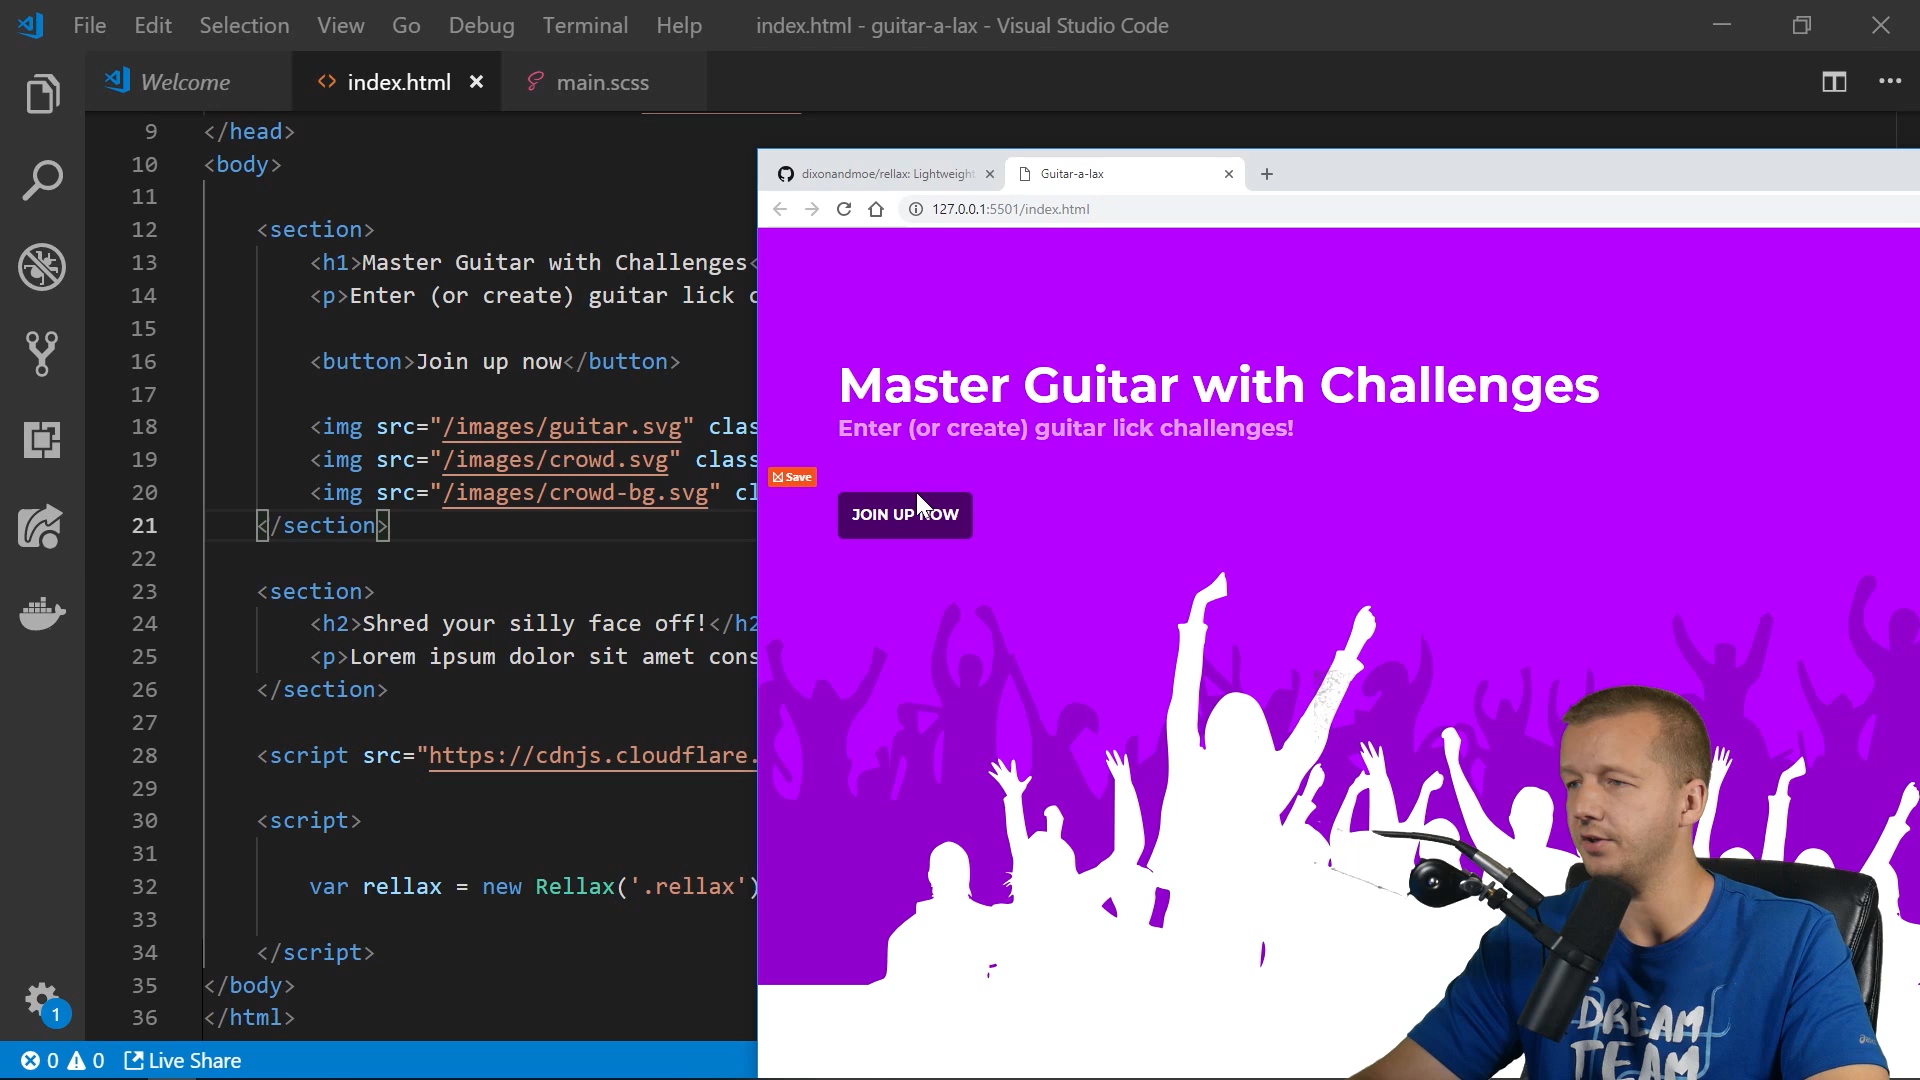 File Edit Selection View Go Debug Terminal Help index.html - guitar-a-lax - Visual Studio Code
Welcome index.html main.scss
9 </head>
10 <body>
11
12 <section>
13 <h1>Master Guitar with Challenges<
14 <p>Enter (or create) guitar lick c
15
16 <button>Join up now</button>
17
18 <img src="/images/guitar.svg" clas
19 <img src="/images/crowd.svg" class
20 <img src="/images/crowd-bg.svg" cl
21 </section>
22
23 <section>
24 <h2>Shred your silly face off!</h2
25 <p>Lorem ipsum dolor sit amet cons
26 </section>
27
28 <script src="https://cdnjs.cloudflare.
29
30 <script>
31
32 var rellax = new Rellax('.rellax')
33
34 </script>
35 </body>
36 </html>
1
0 0 Live Share
dixonandmoe/rellax: Lightweight Guitar-a-lax
127.0.0.1:5501/index.html
Master Guitar with Challenges
Enter (or create) guitar lick challenges!
Save
JOIN UP NOW
DREAM
TEAM